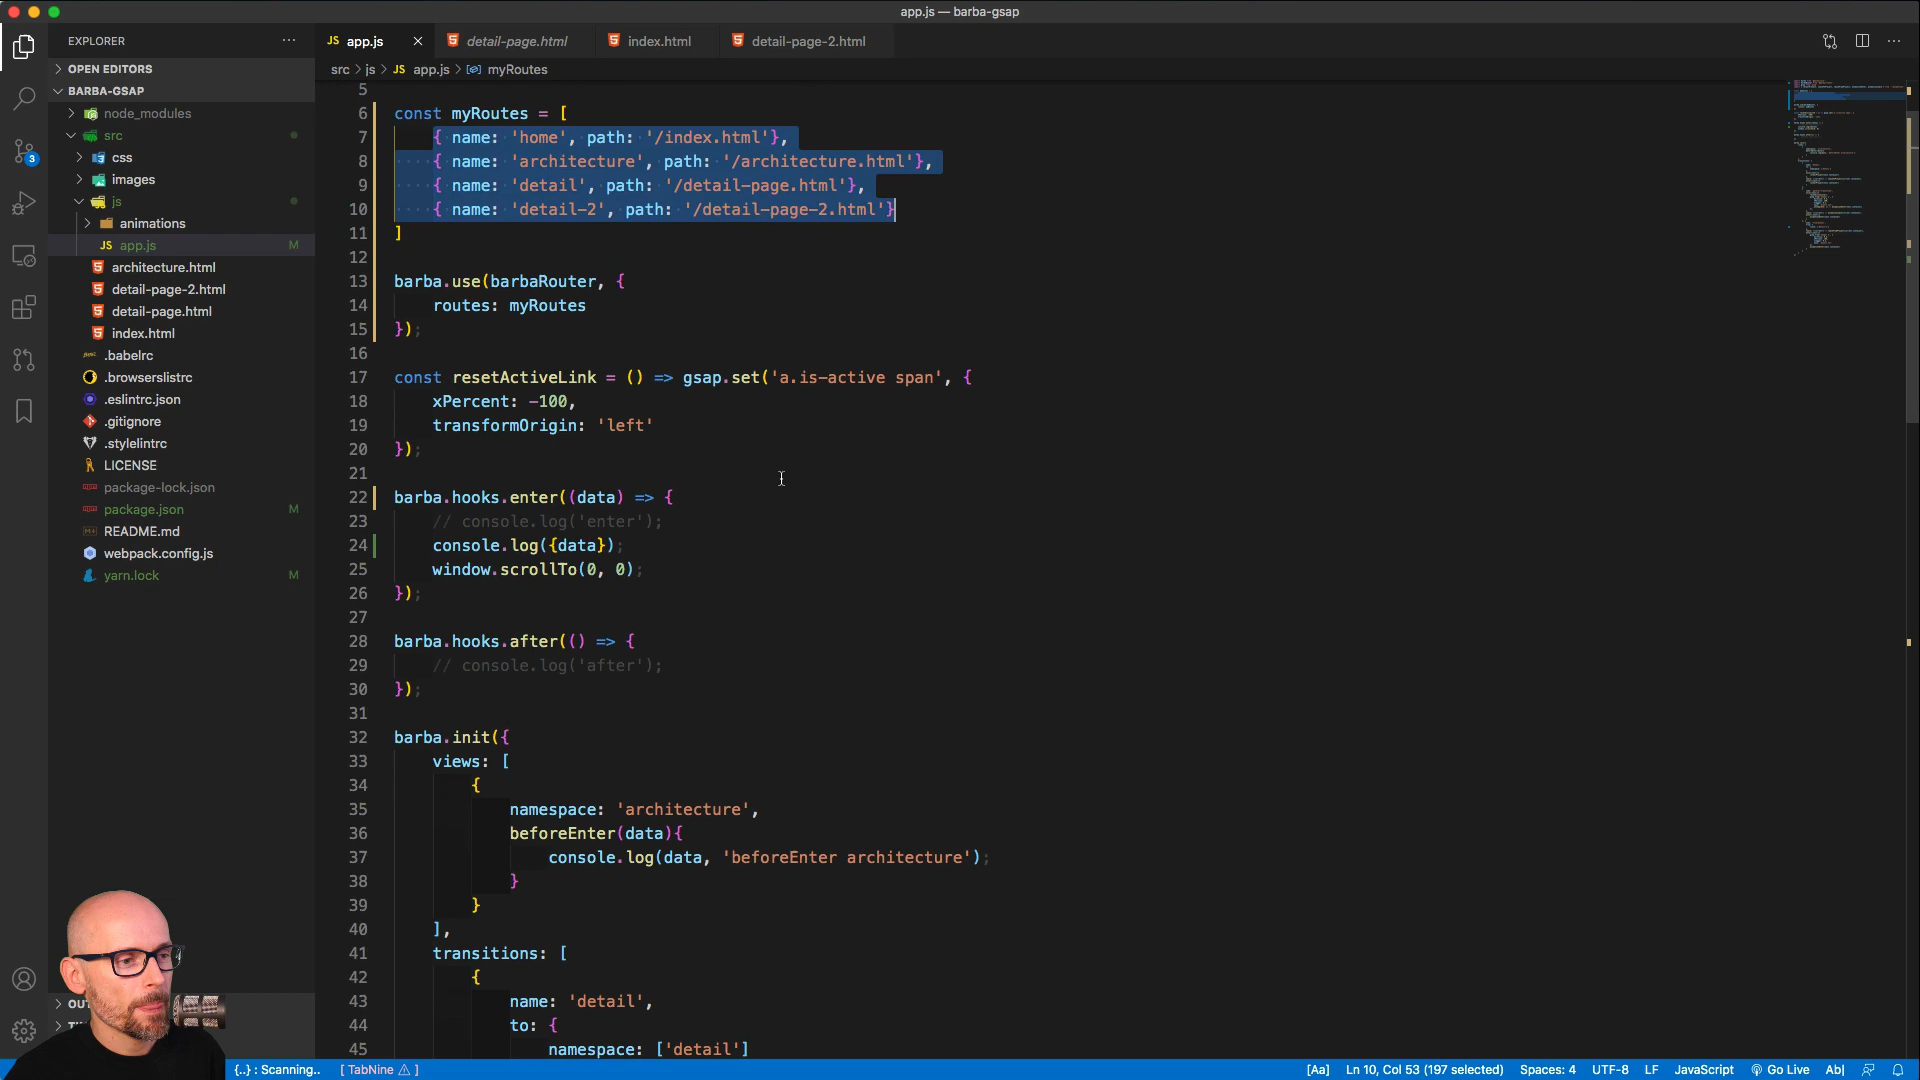 app.js — barba-gsap
EXPLORER
OPEN EDITORS
BARBA-GSAP
node_modules
src
css
images
js
animations
JS app.js M
architecture.html
detail-page-2.html
detail-page.html
index.html
.babelrc
.browserslistrc
.eslintrc.json
.gitignore
.stylelintrc
LICENSE
package-lock.json
package.json M
README.md
webpack.config.js
yarn.lock M
OU
3
JS app.js
detail-page.html
index.html
detail-page-2.html
src > js > JS app.js > myRoutes
5
6 const myRoutes = [
7 { name: 'home', path: '/index.html'},
8 { name: 'architecture', path: '/architecture.html'},
9 { name: 'detail', path: '/detail-page.html'},
10 { name: 'detail-2', path: '/detail-page-2.html'}
11 ]
12
13 barba.use(barbaRouter, {
14 routes: myRoutes
15 });
16
17 const resetActiveLink = () => gsap.set('a.is-active span', {
18 xPercent: -100,
19 transformOrigin: 'left'
20 });
21
22 barba.hooks.enter((data) => {
23 // console.log('enter');
24 console.log({data});
25 window.scrollTo(0, 0);
26 });
27
28 barba.hooks.after(() => {
29 // console.log('after');
30 });
31
32 barba.init({
33 views: [
34 {
35 namespace: 'architecture',
36 beforeEnter(data){
37 console.log(data, 'beforeEnter architecture');
38 }
39 }
40 ],
41 transitions: [
42 {
43 name: 'detail',
44 to: {
45 namespace: ['detail']
{..} : Scanning.. [ TabNine ⚠ ] [Aa] Ln 10, Col 53 (197 selected) Spaces: 4 UTF-8 LF JavaScript Go Live Ab|